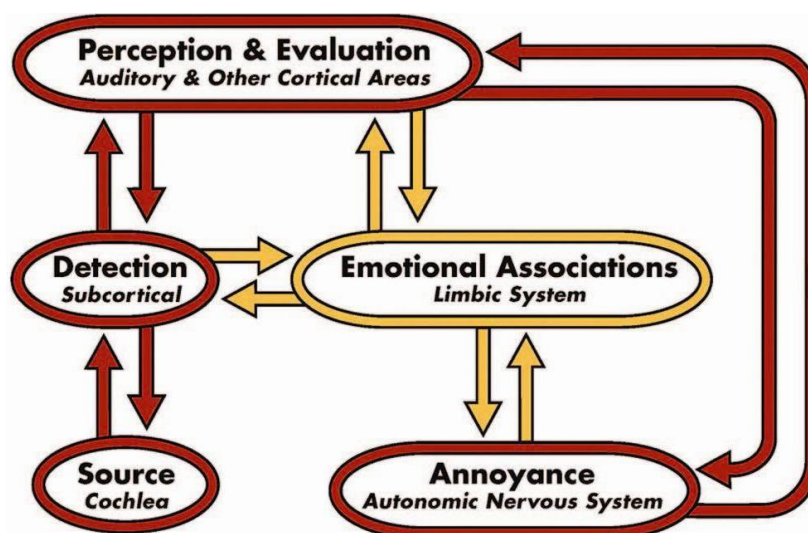 Perception & Evaluation
Auditory & Other Cortical Areas
Detection
Subcortical
Emotional Associations
Limbic System
Source
Cochlea
Annoyance
Autonomic Nervous System